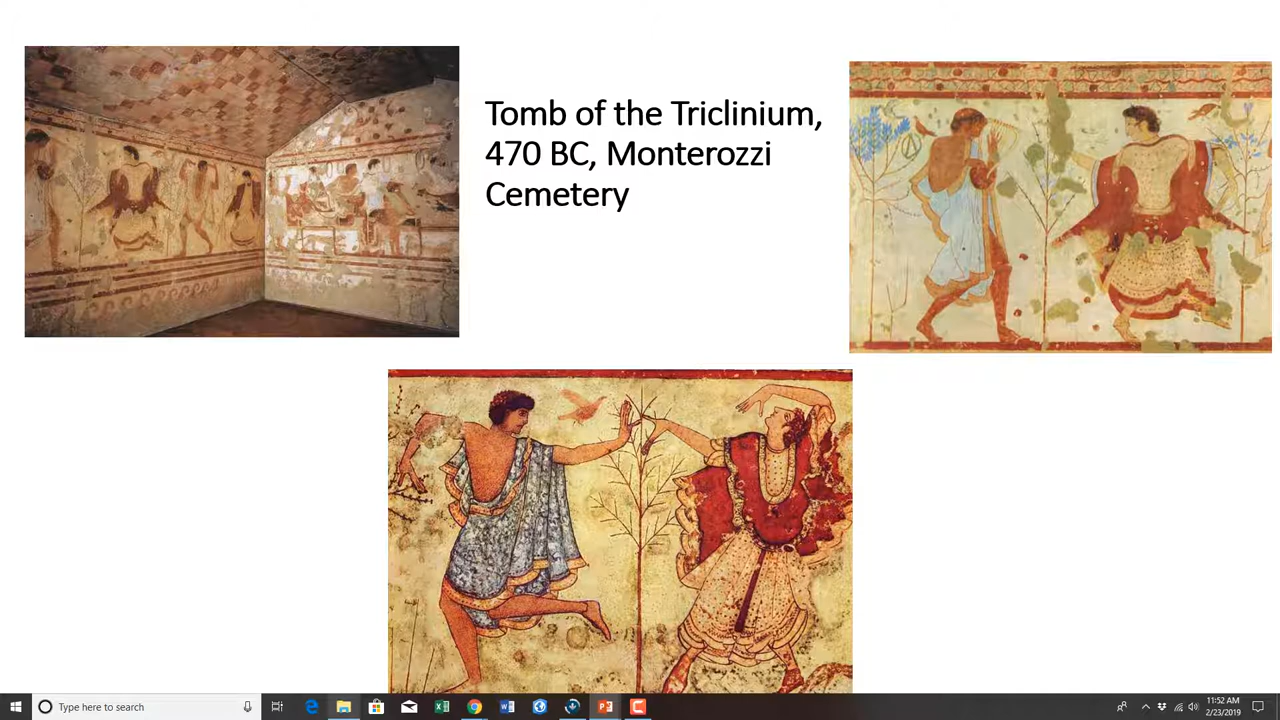 Tomb of the Triclinium,
470 BC, Monterozzi
Cemetery
Type here to search
11:52 AM
2/23/2019